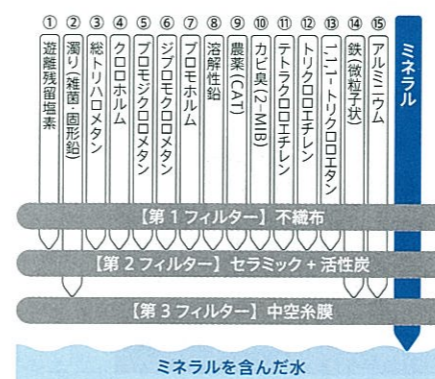 ① 遊離残留塩素
② 濁り(雑菌・固形鉛)
③ 総トリハロメタン
④ クロロホルム
⑤ ブロモジクロロメタン
⑥ ジブロモクロロメタン
⑦ ブロモホルム
⑧ 溶解性鉛
⑨ 農薬(CAT)
⑩ カビ臭(2-MIB)
⑪ テトラクロロエチレン
⑫ トリクロロエチレン
⑬ 1,1,1-トリクロロエタン
⑭ 鉄(微粒子状)
⑮ アルミニウム
ミネラル
【第1フィルター】不織布
【第2フィルター】セラミック+活性炭
【第3フィルター】中空糸膜
ミネラルを含んだ水